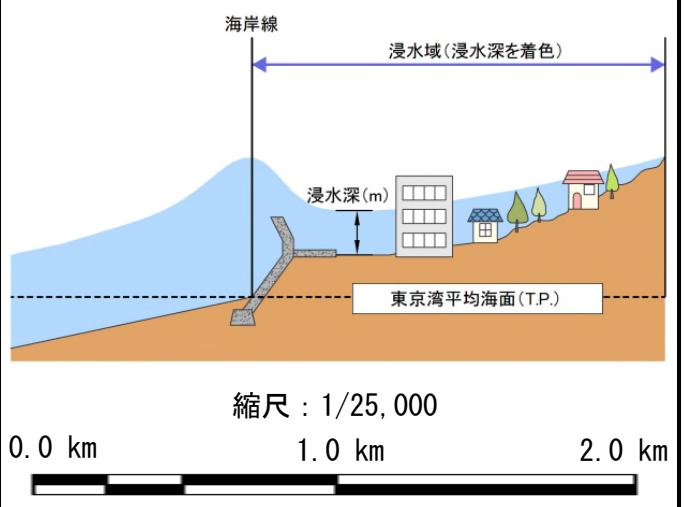 海岸線
浸水域（浸水深を着色）
浸水深（m）
東京湾平均海面（T.P.）
縮尺：1/25,000
0.0 km 1.0 km 2.0 km